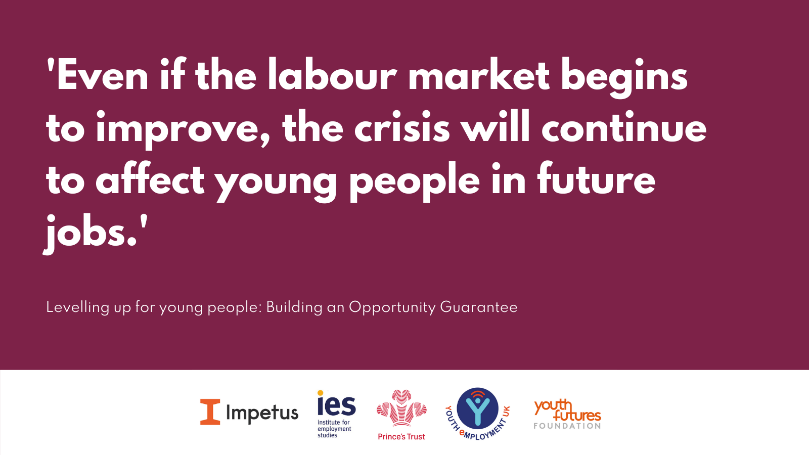 'Even if the labour market begins
to improve, the crisis will continue
to affect young people in future
jobs.'
Levelling up for young people: Building an Opportunity Guarantee
Impetus
ies
institute for
employment
studies
Prince's Trust
YOUTH eMPLOYMENT UK
youth
futures
FOUNDATION